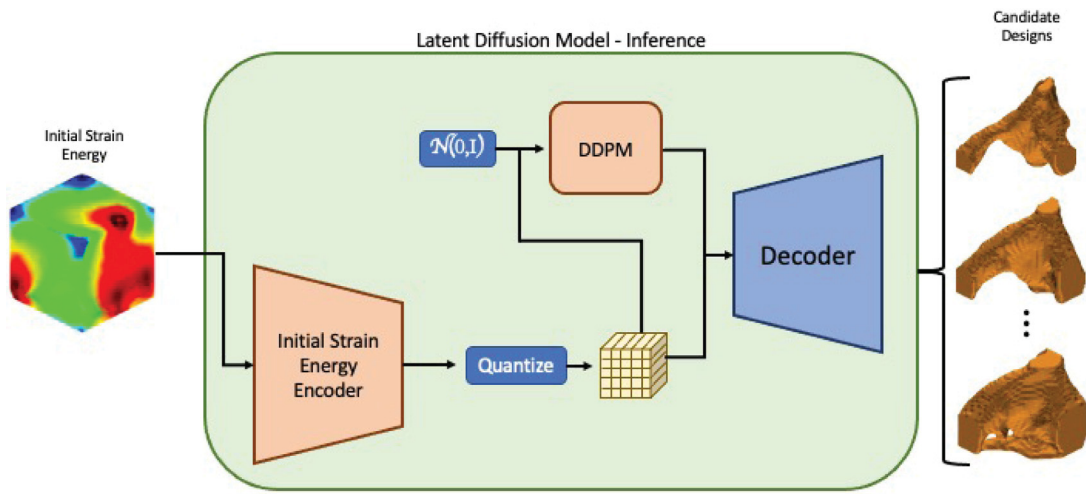 Candidate
Designs
Latent Diffusion Model - Inference
Initial Strain
Energy
N(0,I)
DDPM
Decoder
Initial Strain
Energy
Encoder
Quantize